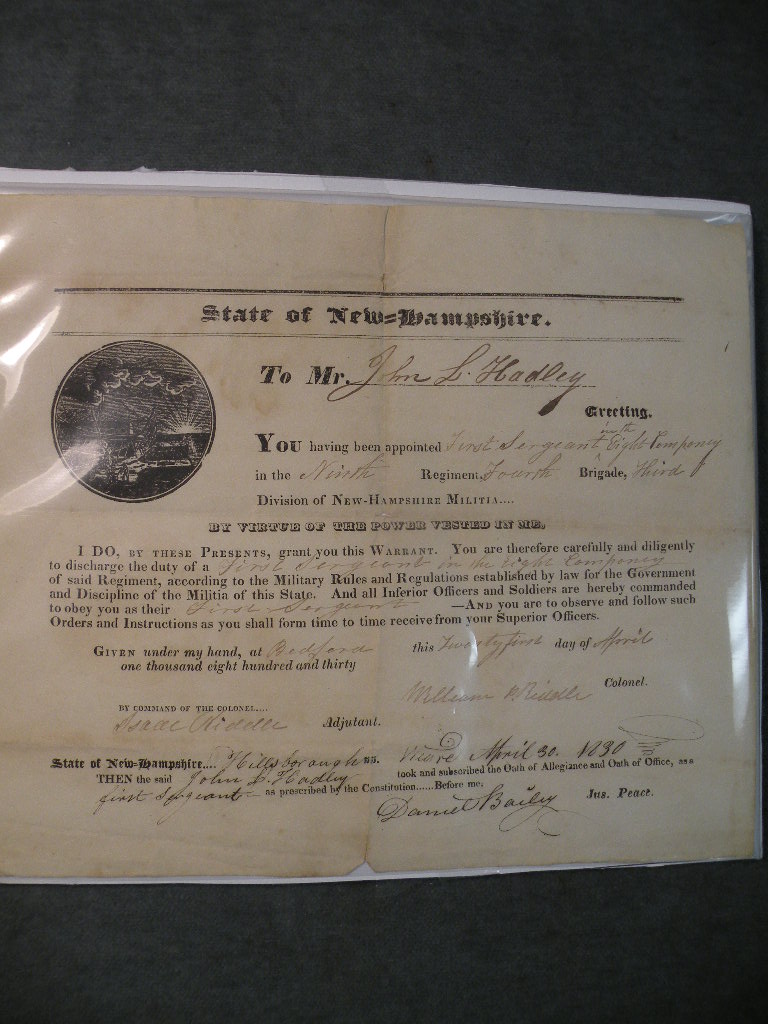 State of New-Hampshire.
To Mr. John L. Hadley
Greeting.
in th
You having been appointed First Sergeant Eight Compeney
in the Nineth Regiment, Fourth Brigade, Third
Division of New-Hampshire Militia....
BY VIRTUE OF THE POWER VESTED IN ME,
I DO, by these Presents, grant you this Warrant. You are therefore carefully and diligently
to discharge the duty of a First Sergeant in the Eight Compeney
of said Regiment, according to the Military Rules and Regulations established by law for the Government
and Discipline of the Militia of this State. And all Inferior Officers and Soldiers are hereby commanded
to obey you as their First Sergeant —And you are to observe and follow such
Orders and Instructions as you shall form time to time receive from your Superior Officers.
Given under my hand, at Bedford this Twenty first day of April
one thousand eight hundred and thirty
William P. Riddle Colonel.
BY COMMAND OF THE COLONEL....
Isaac Riddle Adjutant.
State of New-Hampshire.... Hillsborough ss. Weare April 30. 1830
THEN the said John L. Hadley took and subscribed the Oath of Allegiance and Oath of Office, as a
first Sergeant— as prescribed by the Constitution......Before me,
Daniel Bailey Jus. Peace.